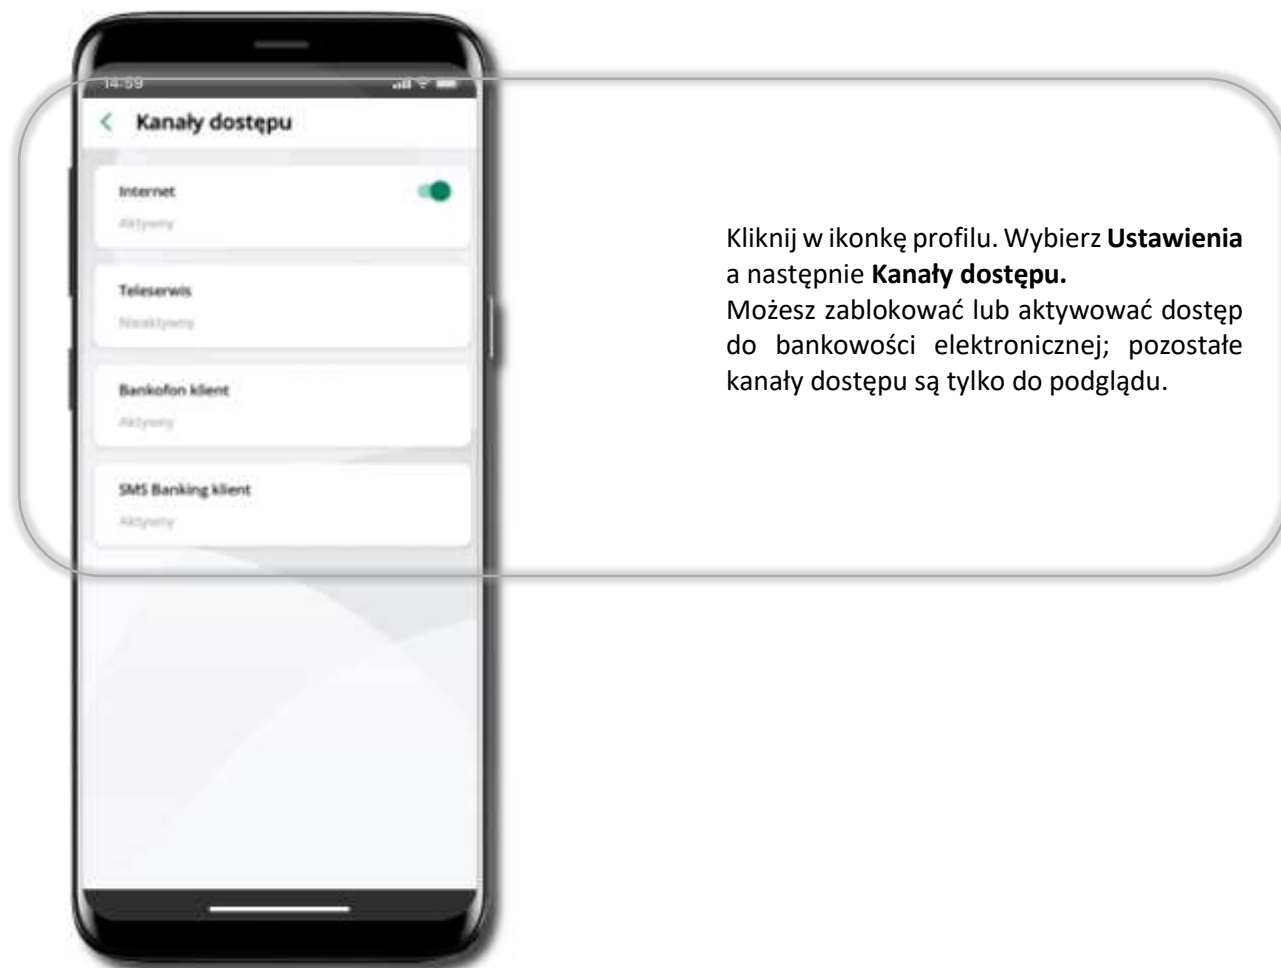 14:59
Kanały dostępu
Internet
Aktywny
Teleserwis
Nieaktywny
Bankofon klient
Aktywny
SMS Banking klient
Aktywny
Kliknij w ikonkę profilu. Wybierz Ustawienia
a następnie Kanały dostępu.
Możesz zablokować lub aktywować dostęp
do bankowości elektronicznej; pozostałe
kanały dostępu są tylko do podglądu.